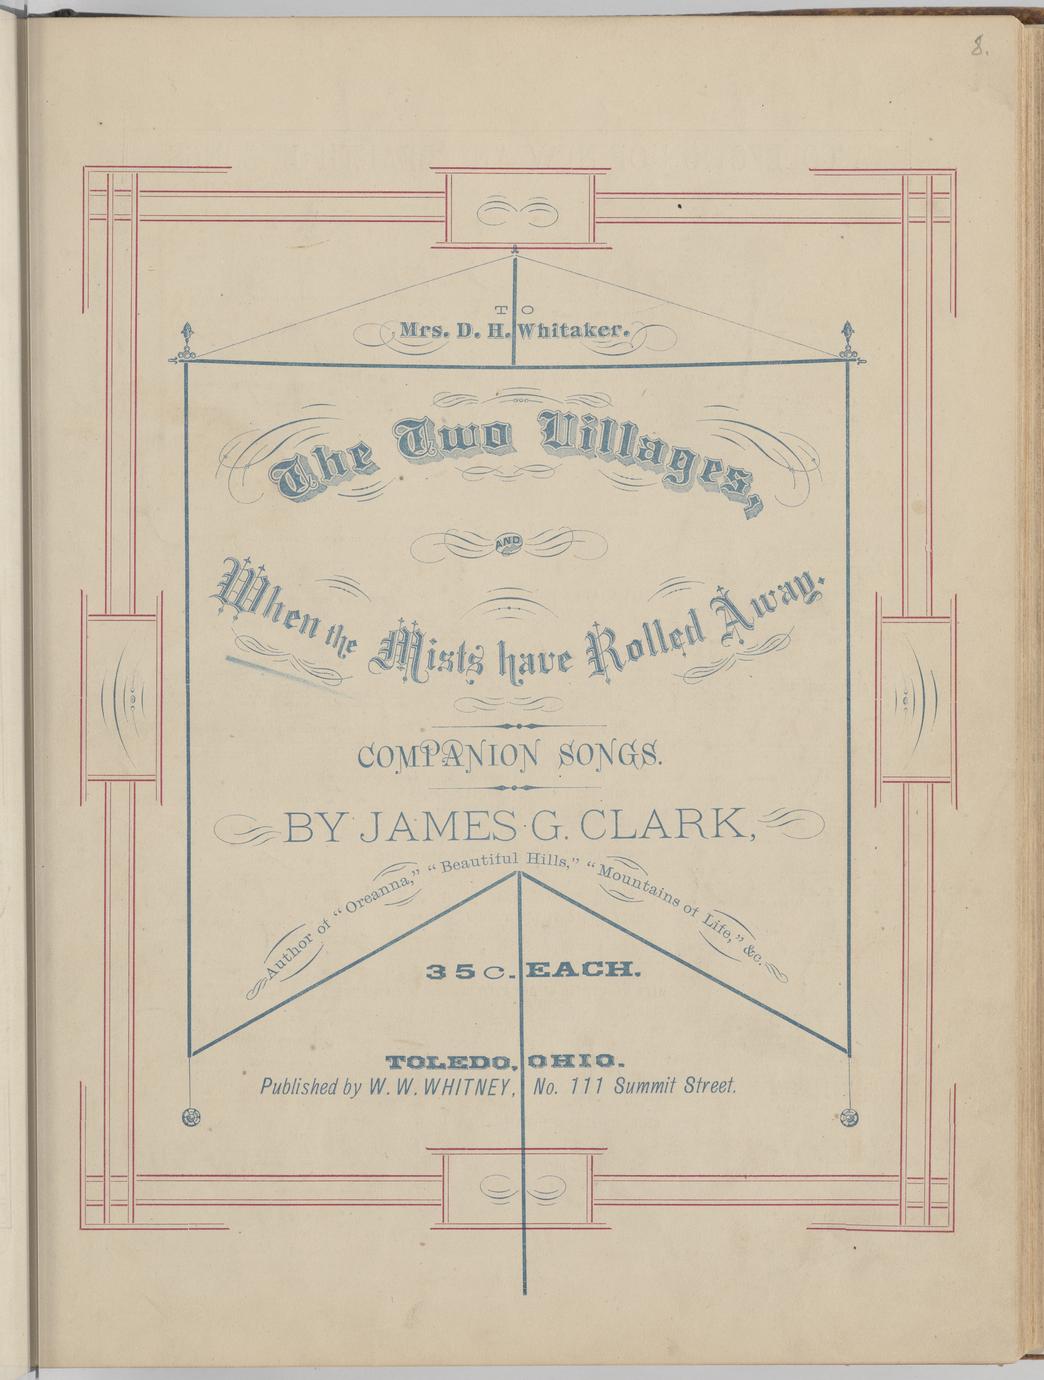 8.
TO
Mrs. D. H. Whitaker.
The Two Villages,
AND
When the Mists have Rolled Away.
COMPANION SONGS.
BY JAMES G. CLARK,
Author of "Oreanna," "Beautiful Hills," "Mountains of Life," &c.
35c. EACH.
TOLEDO, OHIO.
Published by W. W. WHITNEY, No. 111 Summit Street.